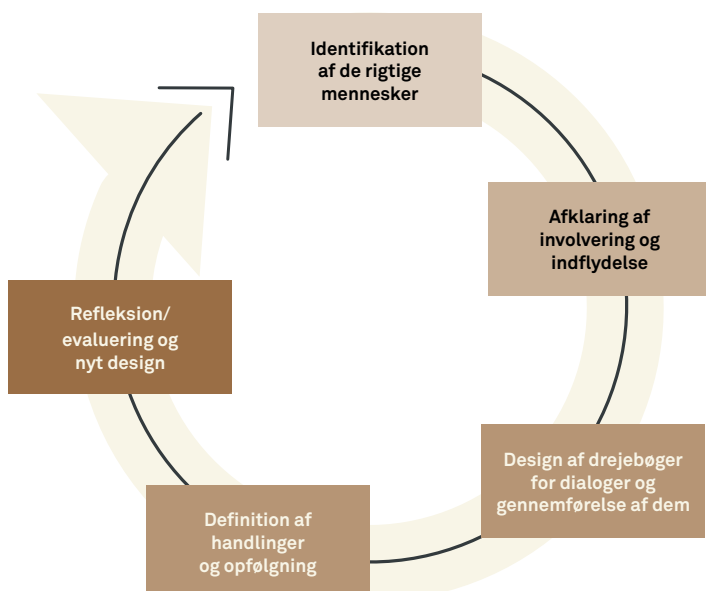 Identifikation
af de rigtige
mennesker
Afklaring af
involvering og
indflydelse
Design af drejebøger
for dialoger og
gennemførelse af dem
Definition af
handlinger
og opfølgning
Refleksion/
evaluering og
nyt design